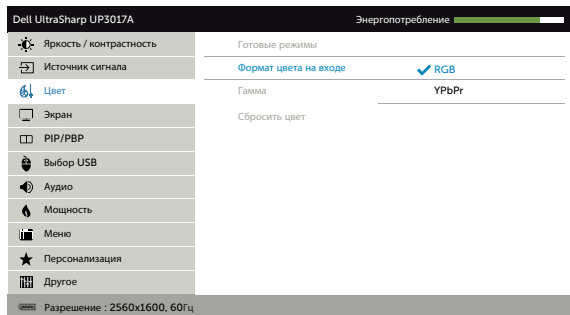 Dell UltraSharp UP3017A Энергопотребление
Яркость / контрастность Готовые режимы
Источник сигнала Формат цвета на входе RGB
Цвет Гамма YPbPr
Экран Сбросить цвет
PIP/PBP
Выбор USB
Аудио
Мощность
Меню
Персонализация
Другое
Разрешение : 2560x1600, 60Гц